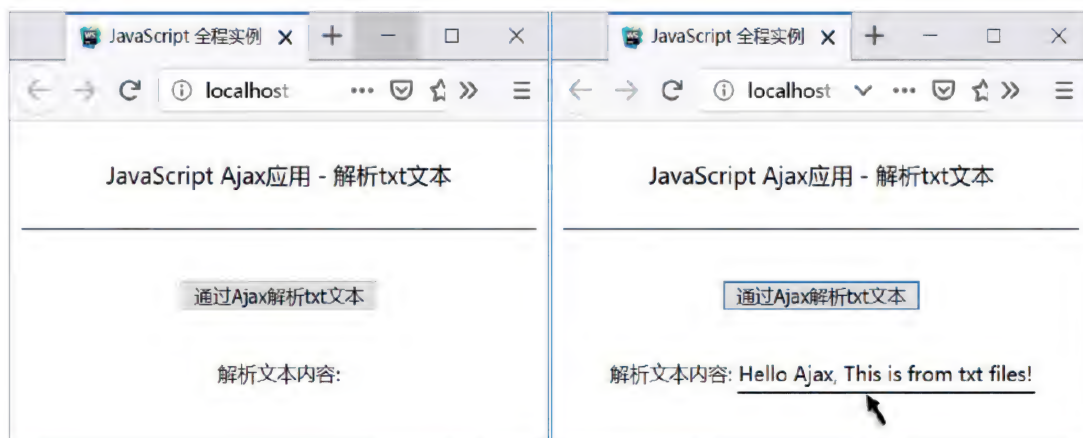 JavaScript 全程实例
localhost
JavaScript Ajax应用 - 解析txt文本
通过Ajax解析txt文本
解析文本内容:
JavaScript 全程实例
localhost
JavaScript Ajax应用 - 解析txt文本
通过Ajax解析txt文本
解析文本内容: Hello Ajax, This is from txt files!